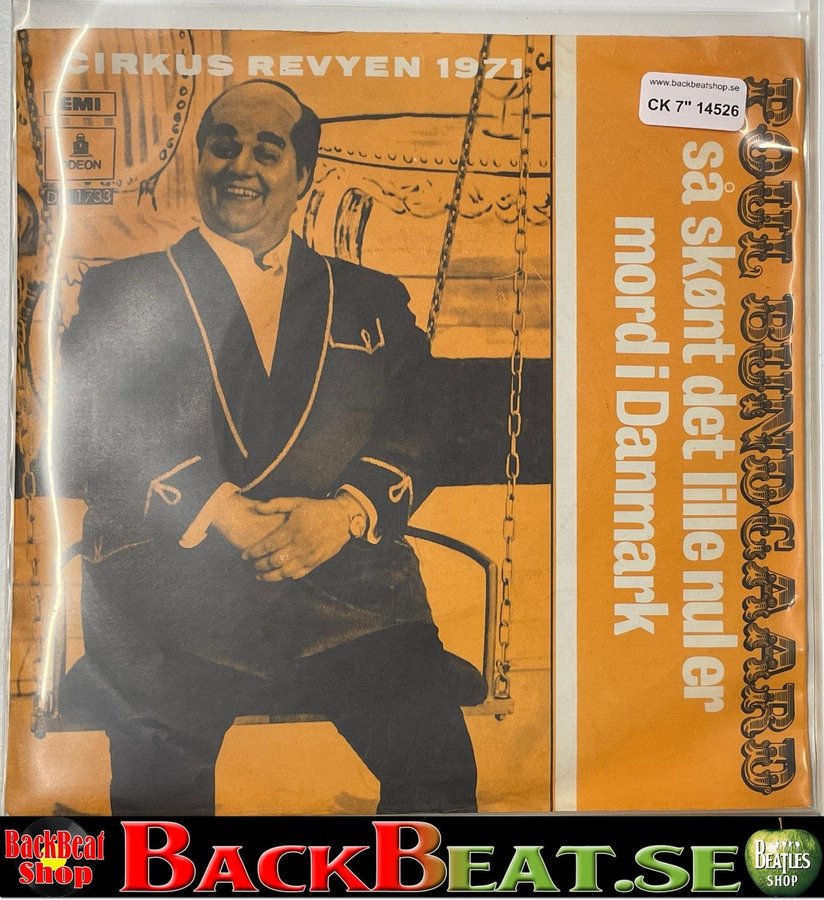 CIRKUS REVYEN 1971
EMI
ODEON
www.backbeatshop.se
CK 7" 14526
POUL BUNDGAARD
så skønt det lille nul er
mord i Danmark
BackBeat
Shop
BACKBEAT.SE
BEATLES
SHOP